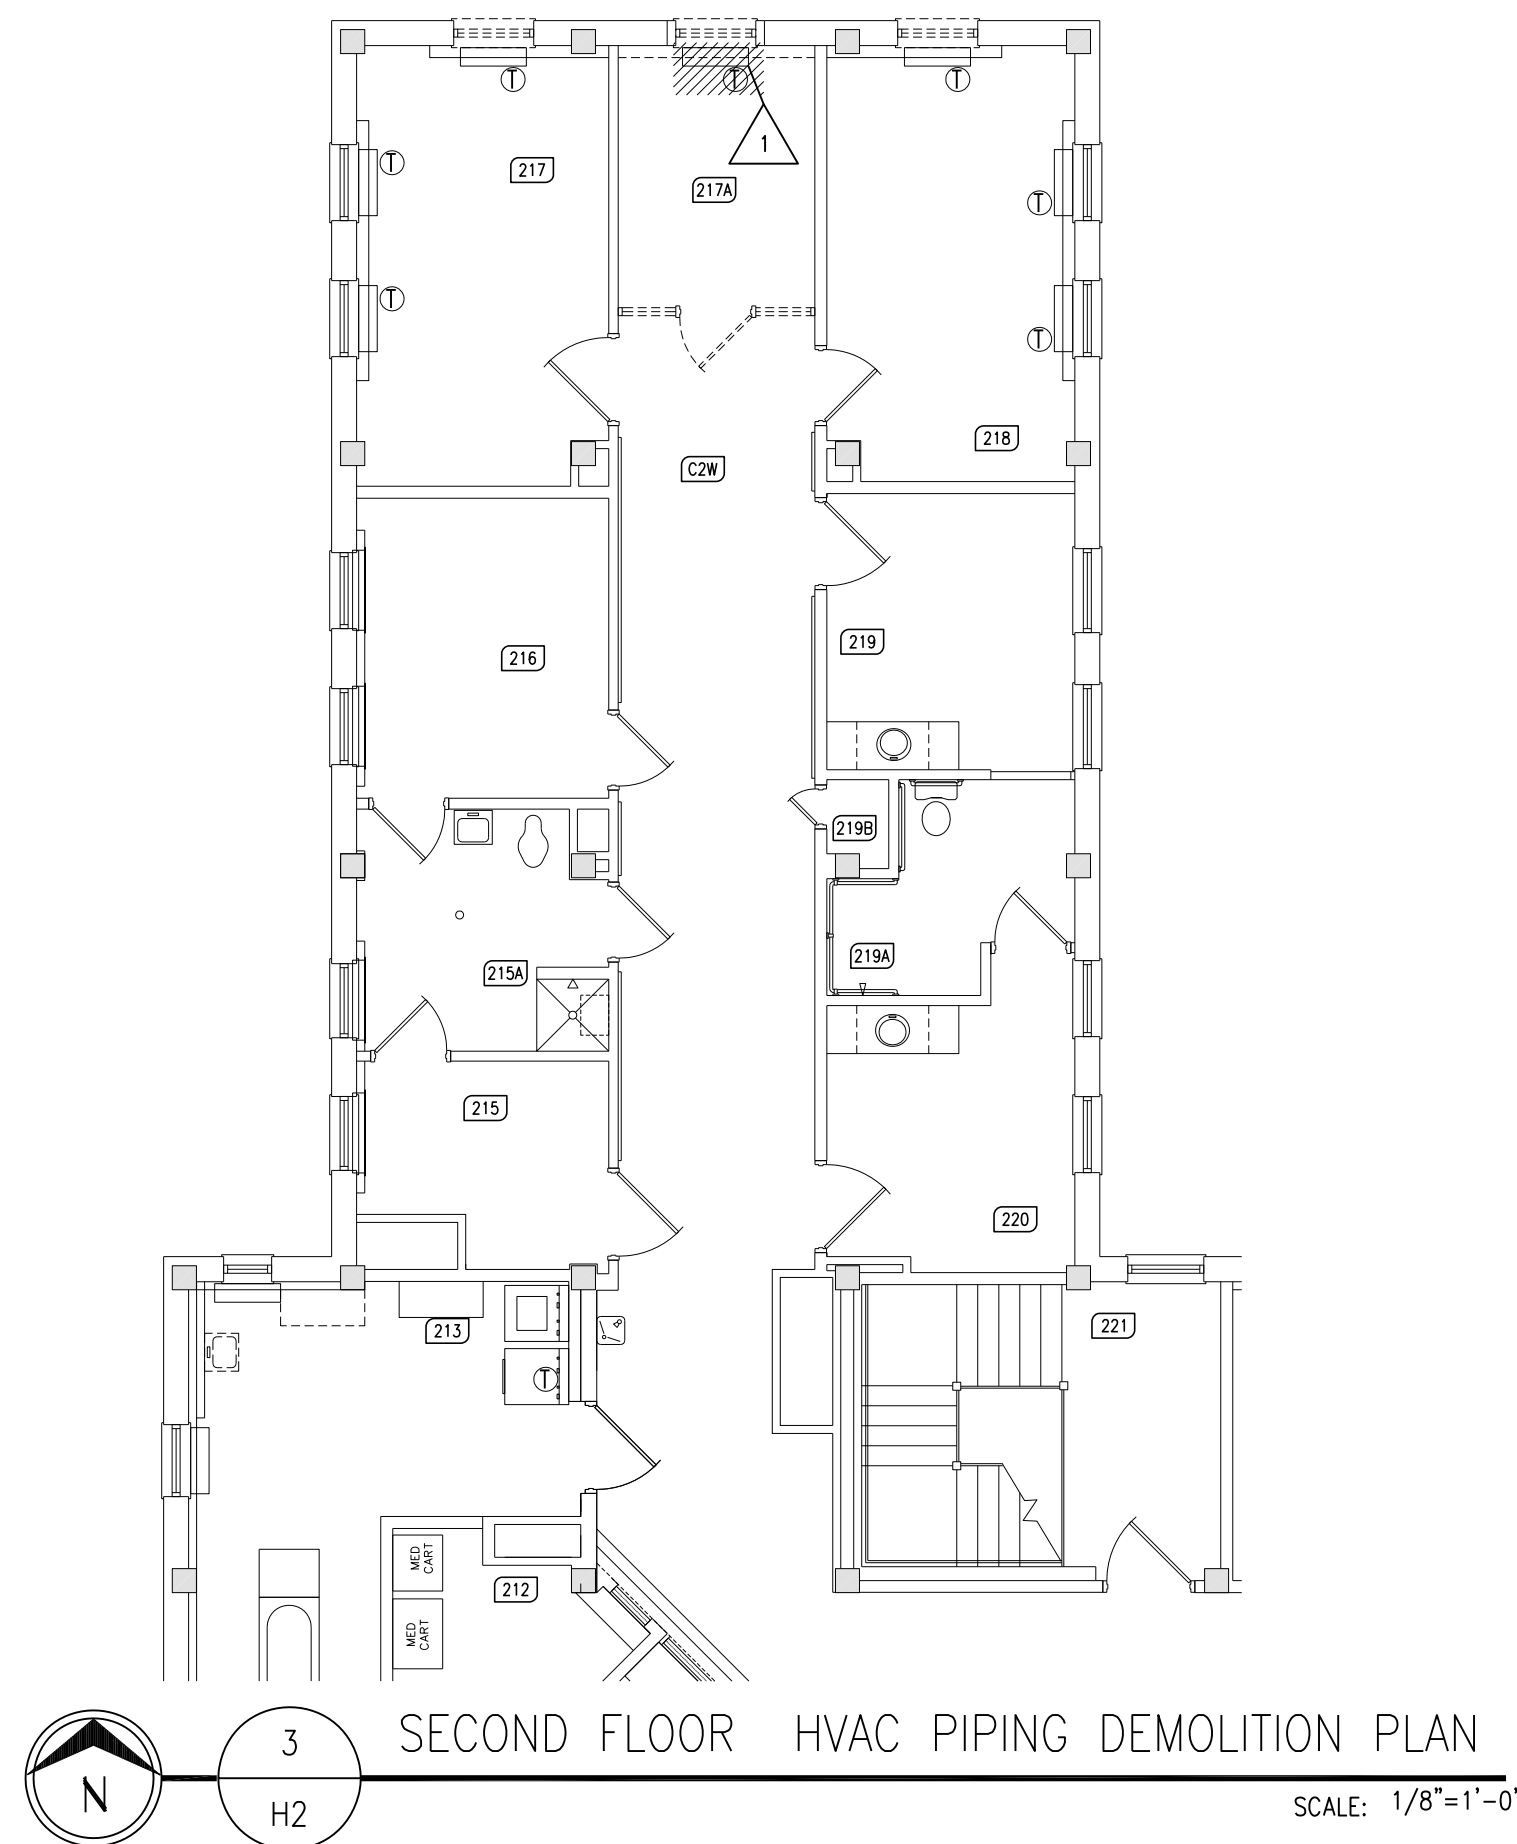 T
T
T
1
T
217
217A
T
T
T
218
C2W
219
216
219B
219A
215A
215
220
213
221
T
MED
CART
212
MED
CART
N
3
H2
SECOND FLOOR HVAC PIPING DEMOLITION PLAN
SCALE: 1/8"=1'-0'